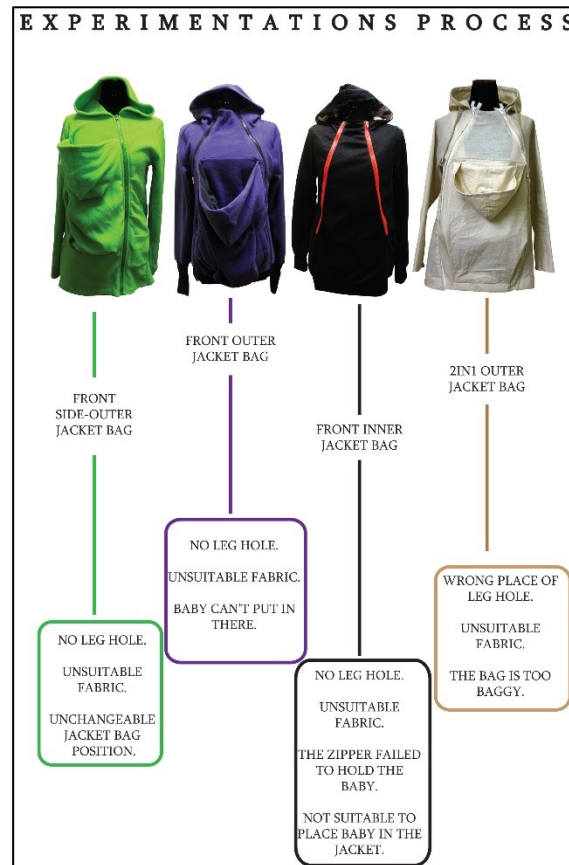 EXPERIMENTATIONS PROCESS
FRONT
SIDE-OUTER
JACKET BAG
NO LEG HOLE.
UNSUITABLE
FABRIC.
UNCHANGEABLE
JACKET BAG
POSITION.
FRONT OUTER
JACKET BAG
NO LEG HOLE.
UNSUITABLE FABRIC.
BABY CAN'T PUT IN
THERE.
FRONT INNER
JACKET BAG
NO LEG HOLE.
UNSUITABLE
FABRIC.
THE ZIPPER FAILED
TO HOLD THE
BABY.
NOT SUITABLE TO
PLACE BABY IN THE
JACKET.
2IN1 OUTER
JACKET BAG
WRONG PLACE OF
LEG HOLE.
UNSUITABLE
FABRIC.
THE BAG IS TOO
BAGGY.